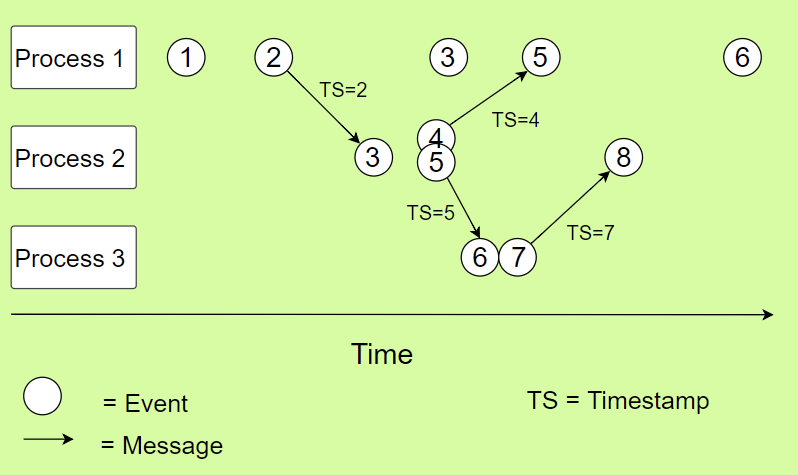 Process 1 1 2 3 5 6
TS=2
TS=4
Process 2 3 4 8
5
TS=5
TS=7
Process 3 6 7
Time
= Event TS = Timestamp
= Message